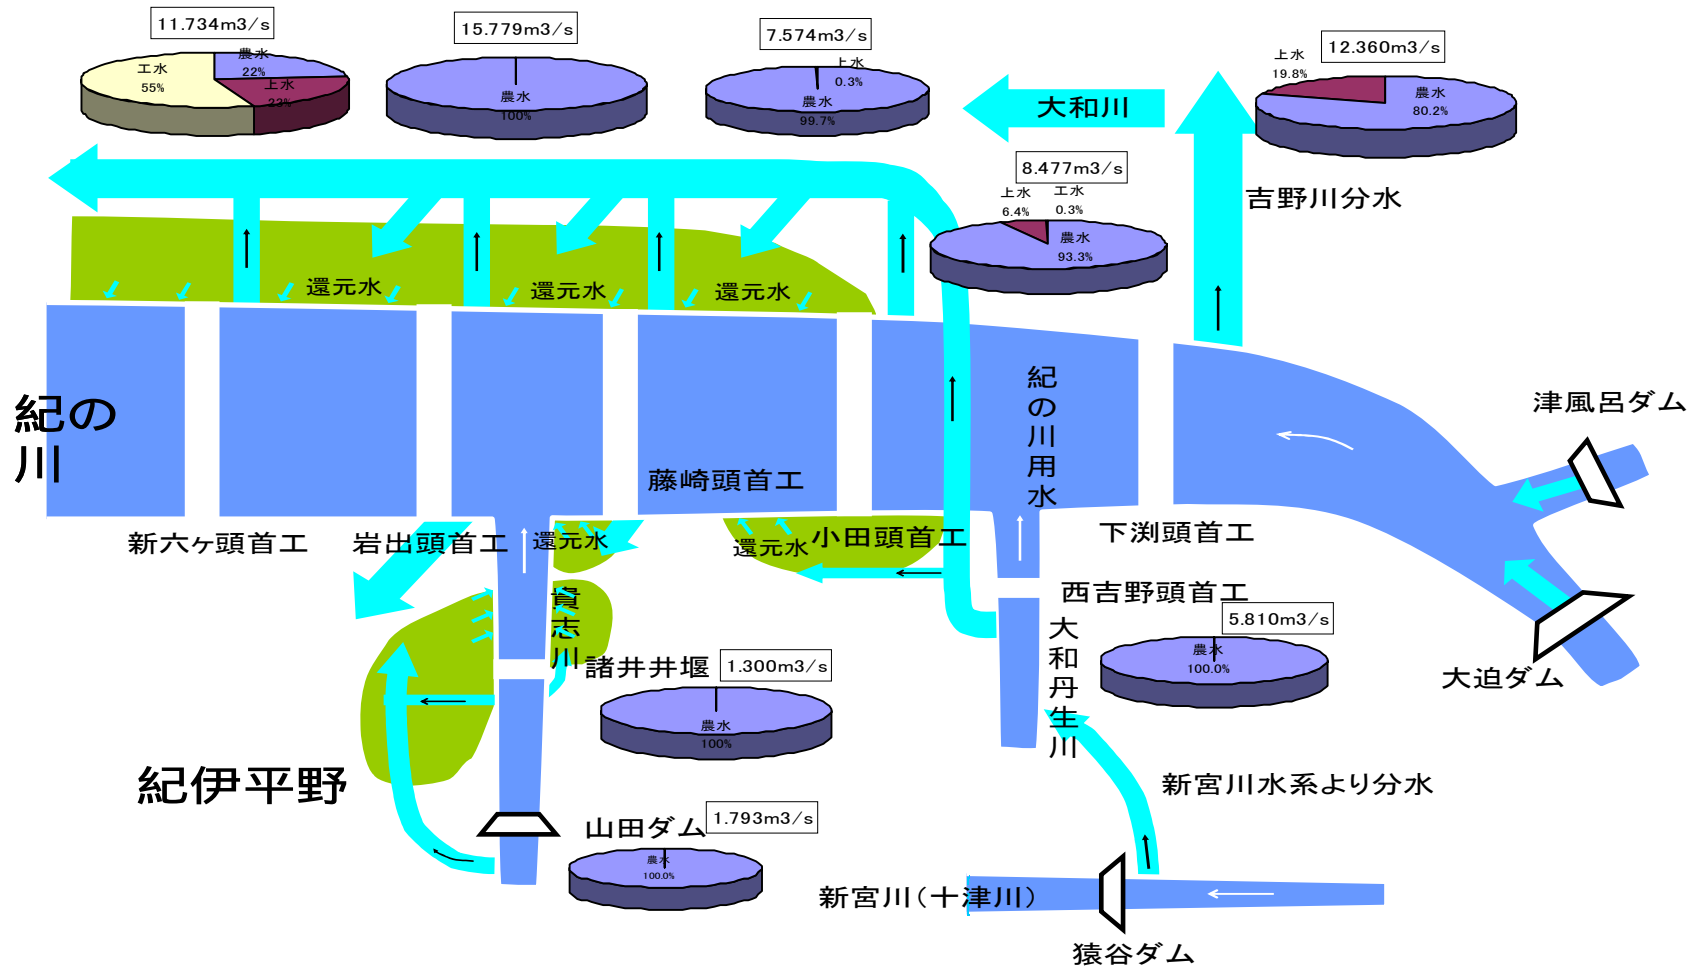 11.734m3/s
農水
22%
上水
23%
工水
55%
15.779m3/s
農水
100%
7.574m3/s
上水
0.3%
農水
99.7%
12.360m3/s
上水
19.8%
農水
80.2%
大和川
吉野川分水
8.477m3/s
上水
6.4%
工水
0.3%
農水
93.3%
還元水
還元水
還元水
紀の
川
紀の川用水
津風呂ダム
藤崎頭首工
新六ヶ頭首工
岩出頭首工
還元水
還元水
小田頭首工
下渕頭首工
西吉野頭首工
5.810m3/s
農水
100.0%
大和丹生川
大迫ダム
貴志川
諸井井堰
1.300m3/s
農水
100%
紀伊平野
新宮川水系より分水
山田ダム
1.793m3/s
農水
100.0%
新宮川(十津川)
猿谷ダム